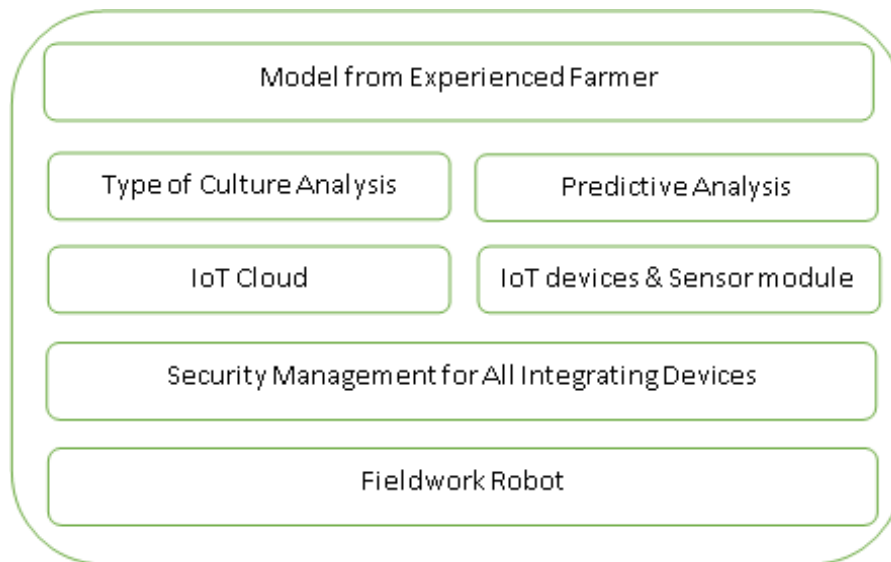 Model from Experienced Farmer
Type of Culture Analysis
Predictive Analysis
IoT Cloud
IoT devices & Sensor module
Security Management for All Integrating Devices
Fieldwork Robot